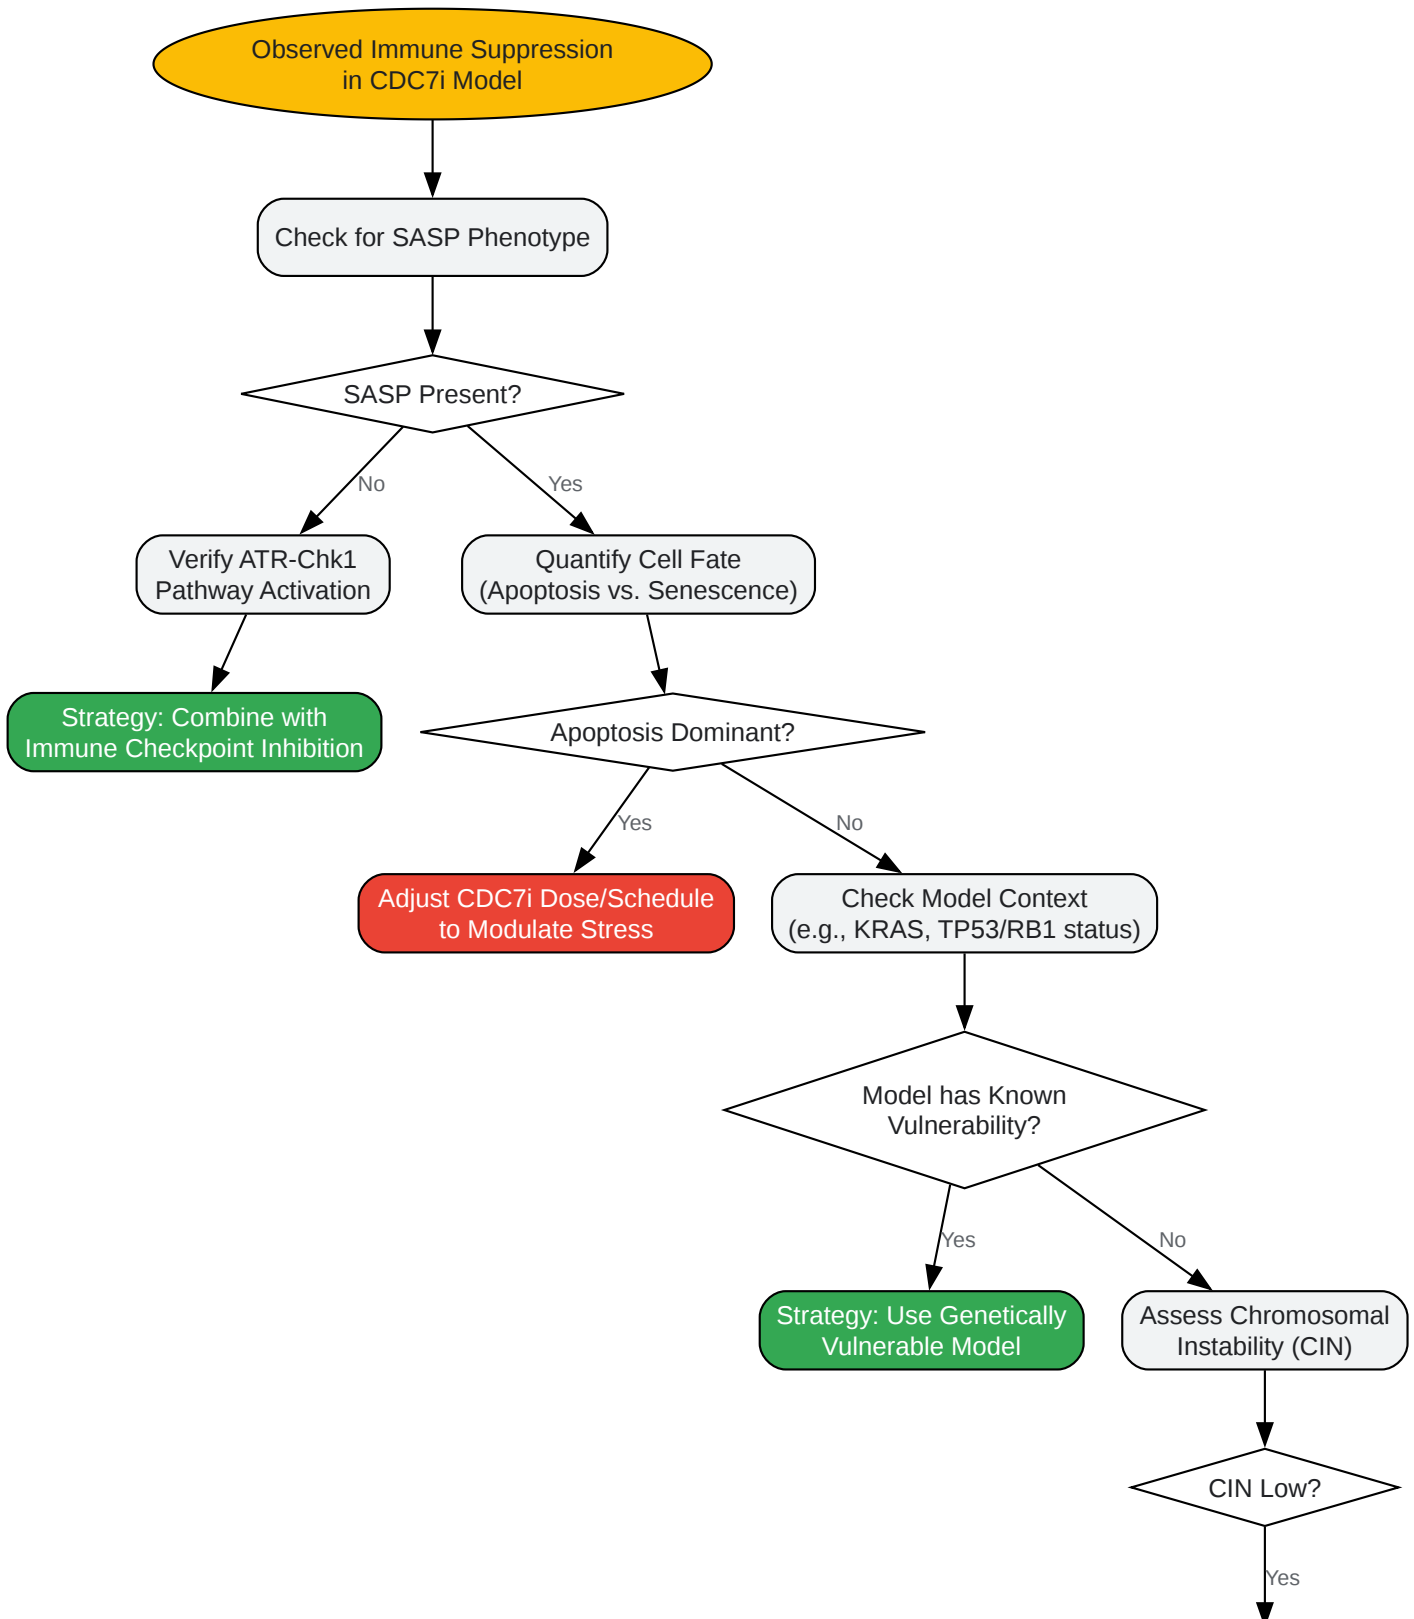 Observed Immune Suppression
in CDC7i Model
Check for SASP Phenotype
SASP Present?
No
Yes
Verify ATR-Chk1
Pathway Activation
Quantify Cell Fate
(Apoptosis vs. Senescence)
Strategy: Combine with
Immune Checkpoint Inhibition
Apoptosis Dominant?
Yes
No
Adjust CDC7i Dose/Schedule
to Modulate Stress
Check Model Context
(e.g., KRAS, TP53/RB1 status)
Model has Known
Vulnerability?
Yes
No
Strategy: Use Genetically
Vulnerable Model
Assess Chromosomal
Instability (CIN)
CIN Low?
Yes